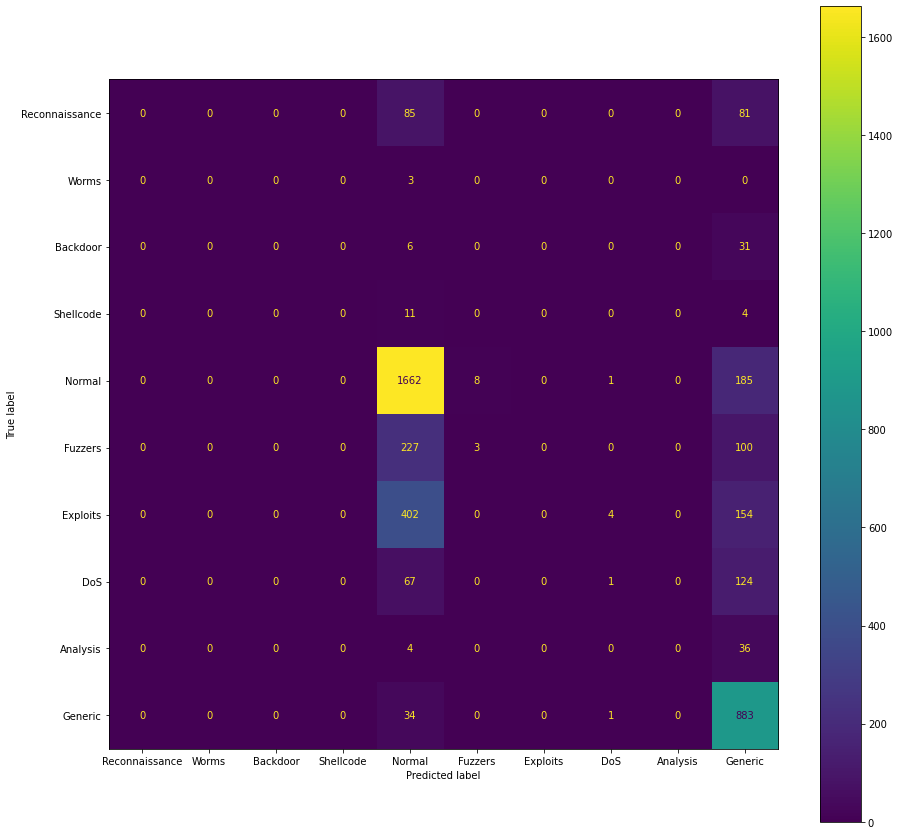 Reconnaissance 0 0 0 0 85 0 0 0 0 81
Worms 0 0 0 0 3 0 0 0 0 0
Backdoor 0 0 0 0 6 0 0 0 0 31
Shellcode 0 0 0 0 11 0 0 0 0 4
Normal 0 0 0 0 1662 8 0 1 0 185
Fuzzers 0 0 0 0 227 3 0 0 0 100
Exploits 0 0 0 0 402 0 0 4 0 154
DoS 0 0 0 0 67 0 0 1 0 124
Analysis 0 0 0 0 4 0 0 0 0 36
Generic 0 0 0 0 34 0 0 1 0 883
True label
Reconnaissance Worms Backdoor Shellcode Normal Fuzzers Exploits DoS Analysis Generic
Predicted label
1600
1400
1200
1000
800
600
400
200
0